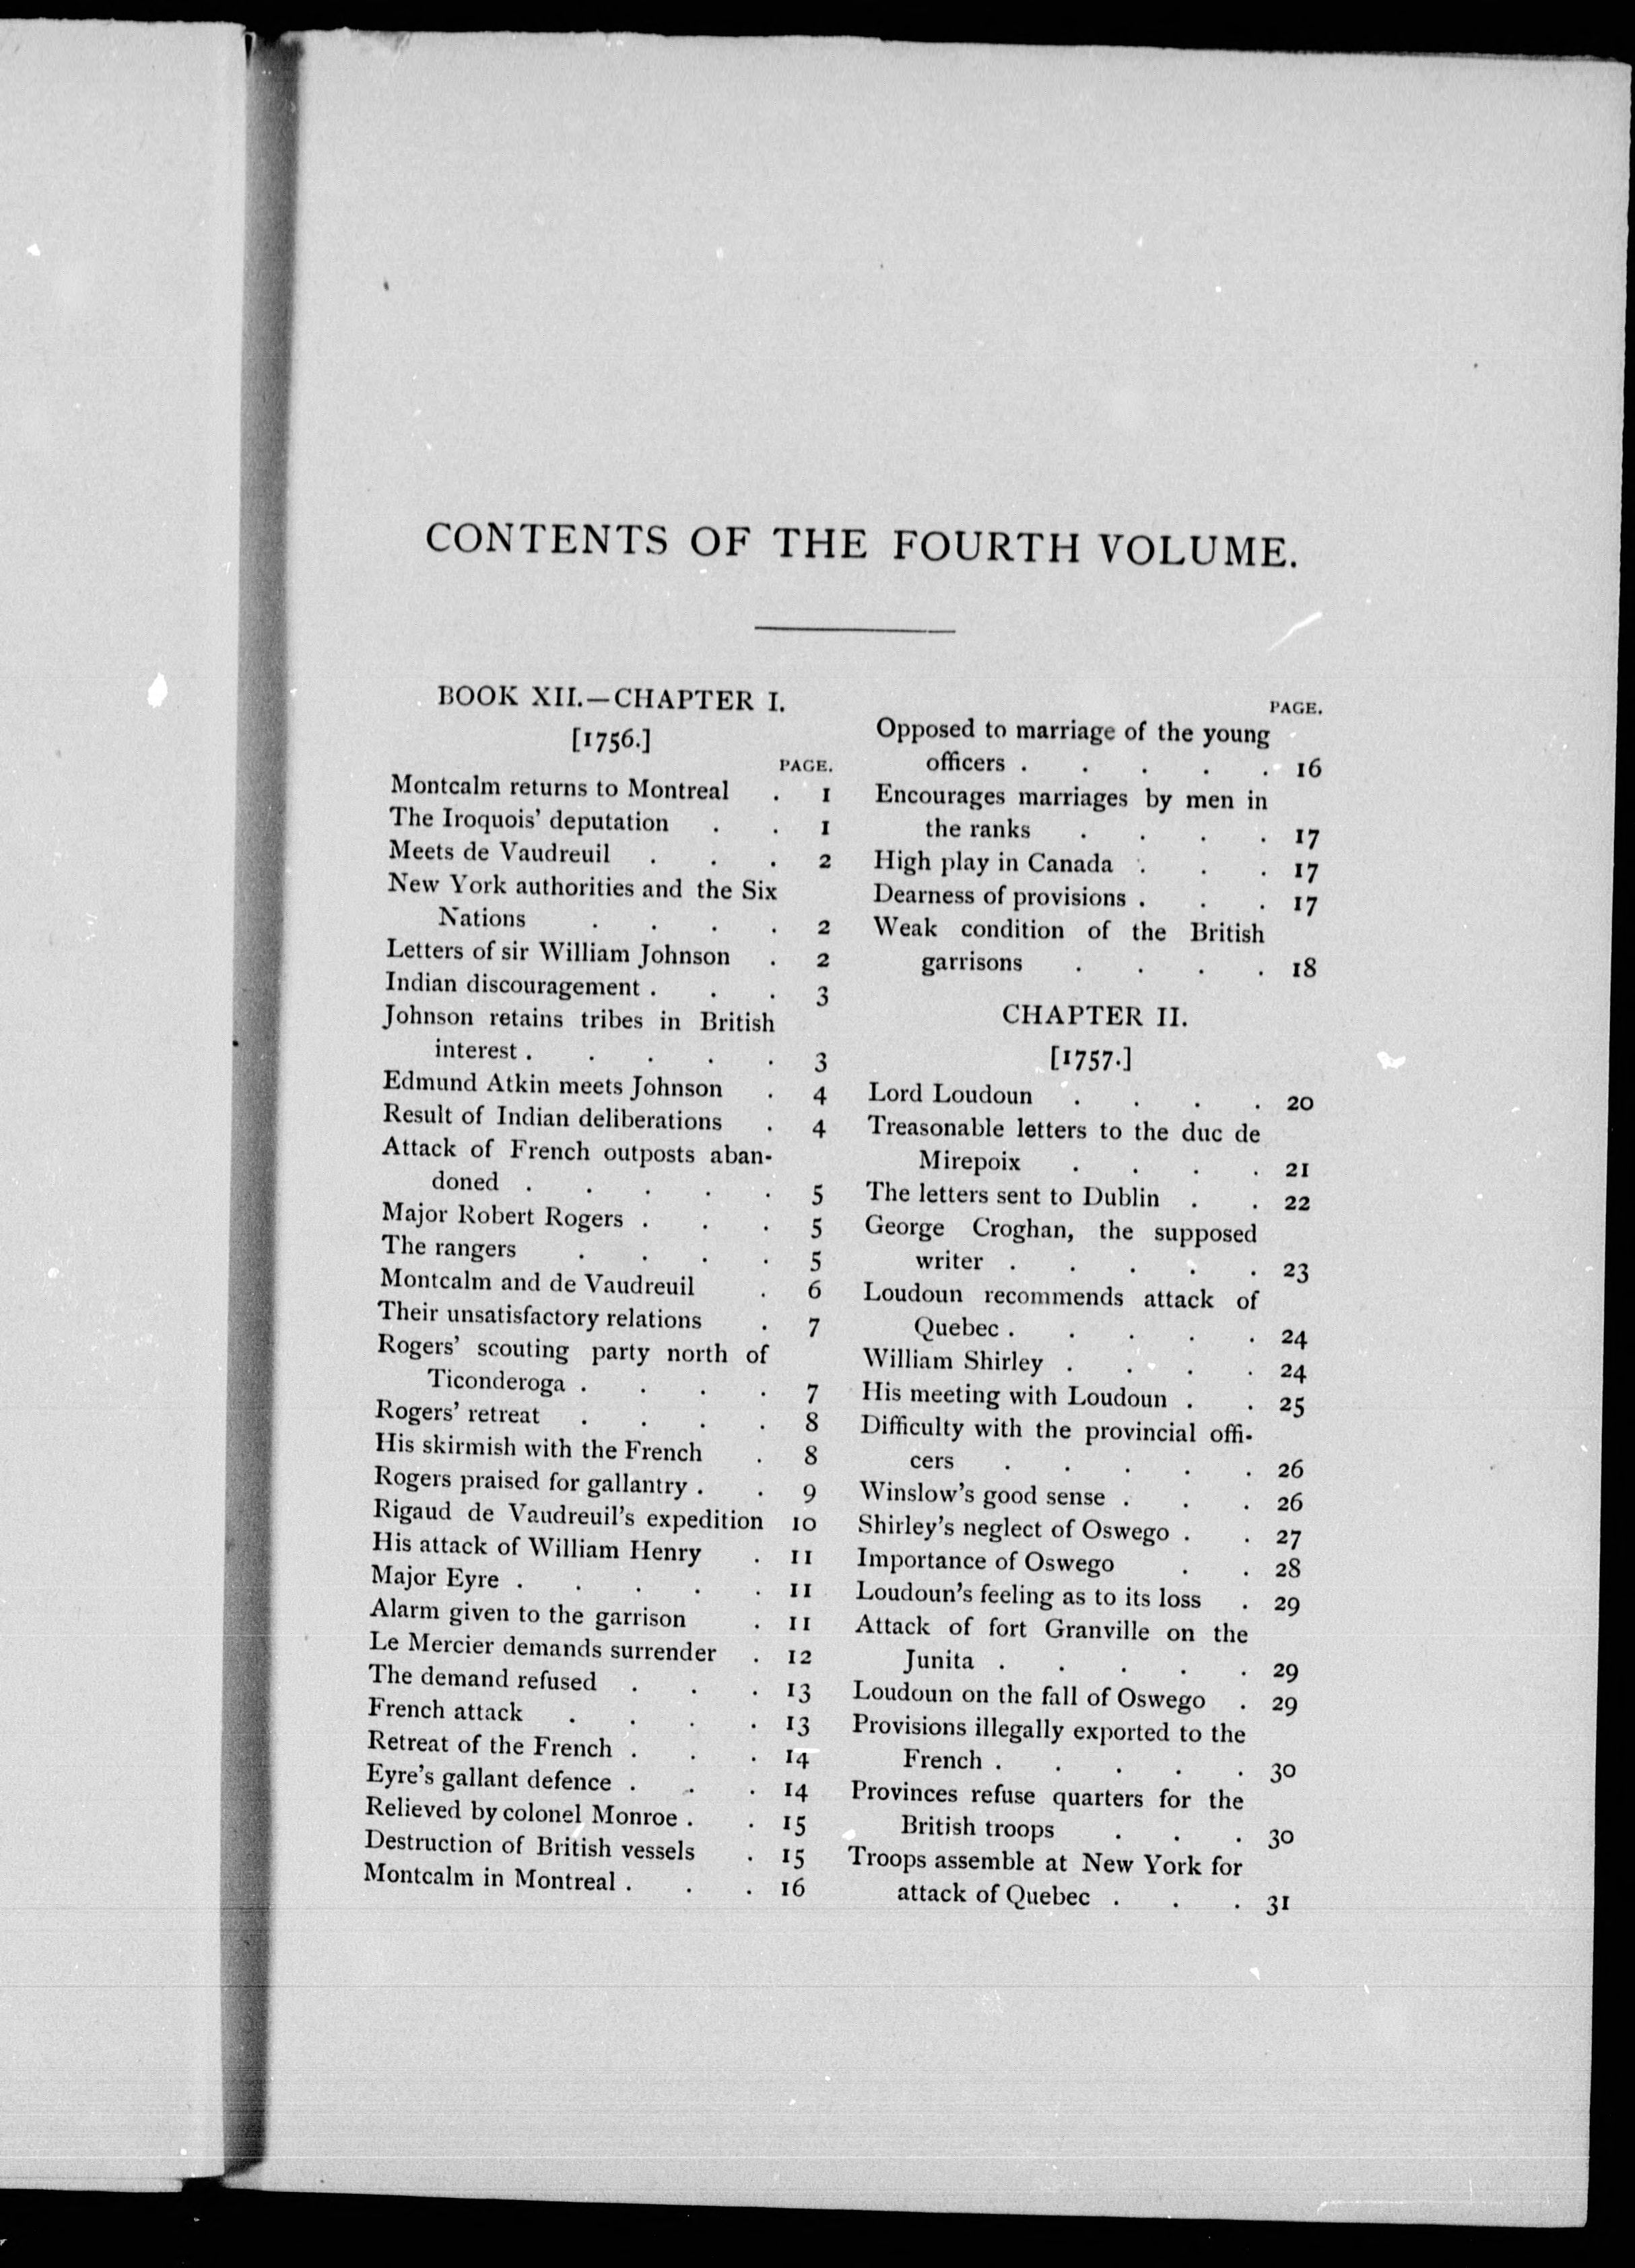 CONTENTS OF THE FOURTH VOLUME.
BOOK XII.—CHAPTER I.
[1756.]
PAGE.
Montcalm returns to Montreal . 1
The Iroquois' deputation . . 1
Meets de Vaudreuil . . . 2
New York authorities and the Six
Nations . . . . 2
Letters of sir William Johnson . 2
Indian discouragement . . . 3
Johnson retains tribes in British
interest . . . . . 3
Edmund Atkin meets Johnson . 4
Result of Indian deliberations . 4
Attack of French outposts aban-
doned . . . . . 5
Major Robert Rogers . . . 5
The rangers . . . . 5
Montcalm and de Vaudreuil . 6
Their unsatisfactory relations . 7
Rogers' scouting party north of
Ticonderoga . . . . 7
Rogers' retreat . . . . 8
His skirmish with the French . 8
Rogers praised for gallantry . . 9
Rigaud de Vaudreuil's expedition 10
His attack of William Henry . 11
Major Eyre . . . . . 11
Alarm given to the garrison . 11
Le Mercier demands surrender . 12
The demand refused . . . 13
French attack . . . . 13
Retreat of the French . . . 14
Eyre's gallant defence . . . 14
Relieved by colonel Monroe . . 15
Destruction of British vessels . 15
Montcalm in Montreal . . . 16
PAGE.
Opposed to marriage of the young
officers . . . . . 16
Encourages marriages by men in
the ranks . . . . 17
High play in Canada . . . 17
Dearness of provisions . . . 17
Weak condition of the British
garrisons . . . . 18
CHAPTER II.
[1757.]
Lord Loudoun . . . . 20
Treasonable letters to the duc de
Mirepoix . . . . 21
The letters sent to Dublin . . 22
George Croghan, the supposed
writer . . . . . 23
Loudoun recommends attack of
Quebec . . . . . 24
William Shirley . . . . 24
His meeting with Loudoun . . 25
Difficulty with the provincial offi-
cers . . . . . 26
Winslow's good sense . . . 26
Shirley's neglect of Oswego . . 27
Importance of Oswego . . 28
Loudoun's feeling as to its loss . 29
Attack of fort Granville on the
Junita . . . . . 29
Loudoun on the fall of Oswego . 29
Provisions illegally exported to the
French . . . . . 30
Provinces refuse quarters for the
British troops . . . 30
Troops assemble at New York for
attack of Quebec . . . 31